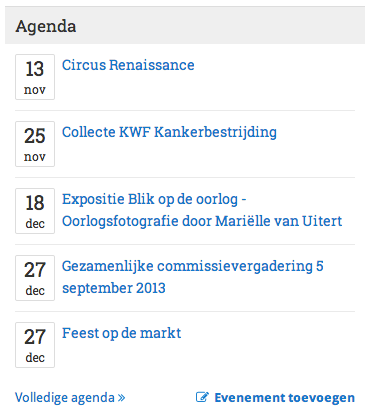 Agenda
13
nov
Circus Renaissance
25
nov
Collecte KWF Kankerbestrijding
18
dec
Expositie Blik op de oorlog -
Oorlogsfotografie door Mariëlle van Uitert
27
dec
Gezamenlijke commissievergadering 5
september 2013
27
dec
Feest op de markt
Volledige agenda »
Evenement toevoegen